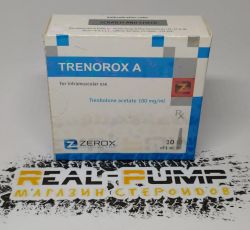 TRENOROX A
for intramuscular use
Trenbolone acetate 100 mg/ml
Z
ZEROX
10
REAL-PUMP
МАГАЗИН СТЕРОИДОВ